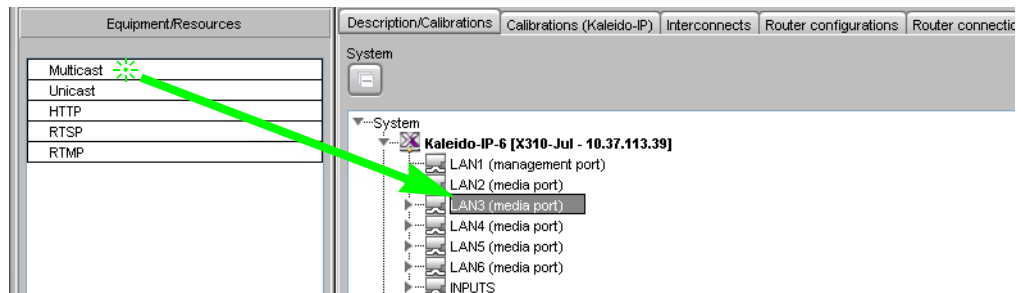 Equipment/Resources
Multicast
Unicast
HTTP
RTSP
RTMP
Description/Calibrations Calibrations (Kaleido-IP) Interconnects Router configurations Router connectio
System
System
Kaleido-IP-6 [X310-Jul - 10.37.113.39]
LAN1 (management port)
LAN2 (media port)
LAN3 (media port)
LAN4 (media port)
LAN5 (media port)
LAN6 (media port)
INPUTS